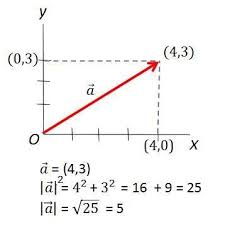 y
(0,3)
(4,3)
a⃗
O
(4,0)
X
a⃗ = (4,3)
|a⃗|² = 4² + 3² = 16 + 9 = 25
|a⃗| = √25 = 5